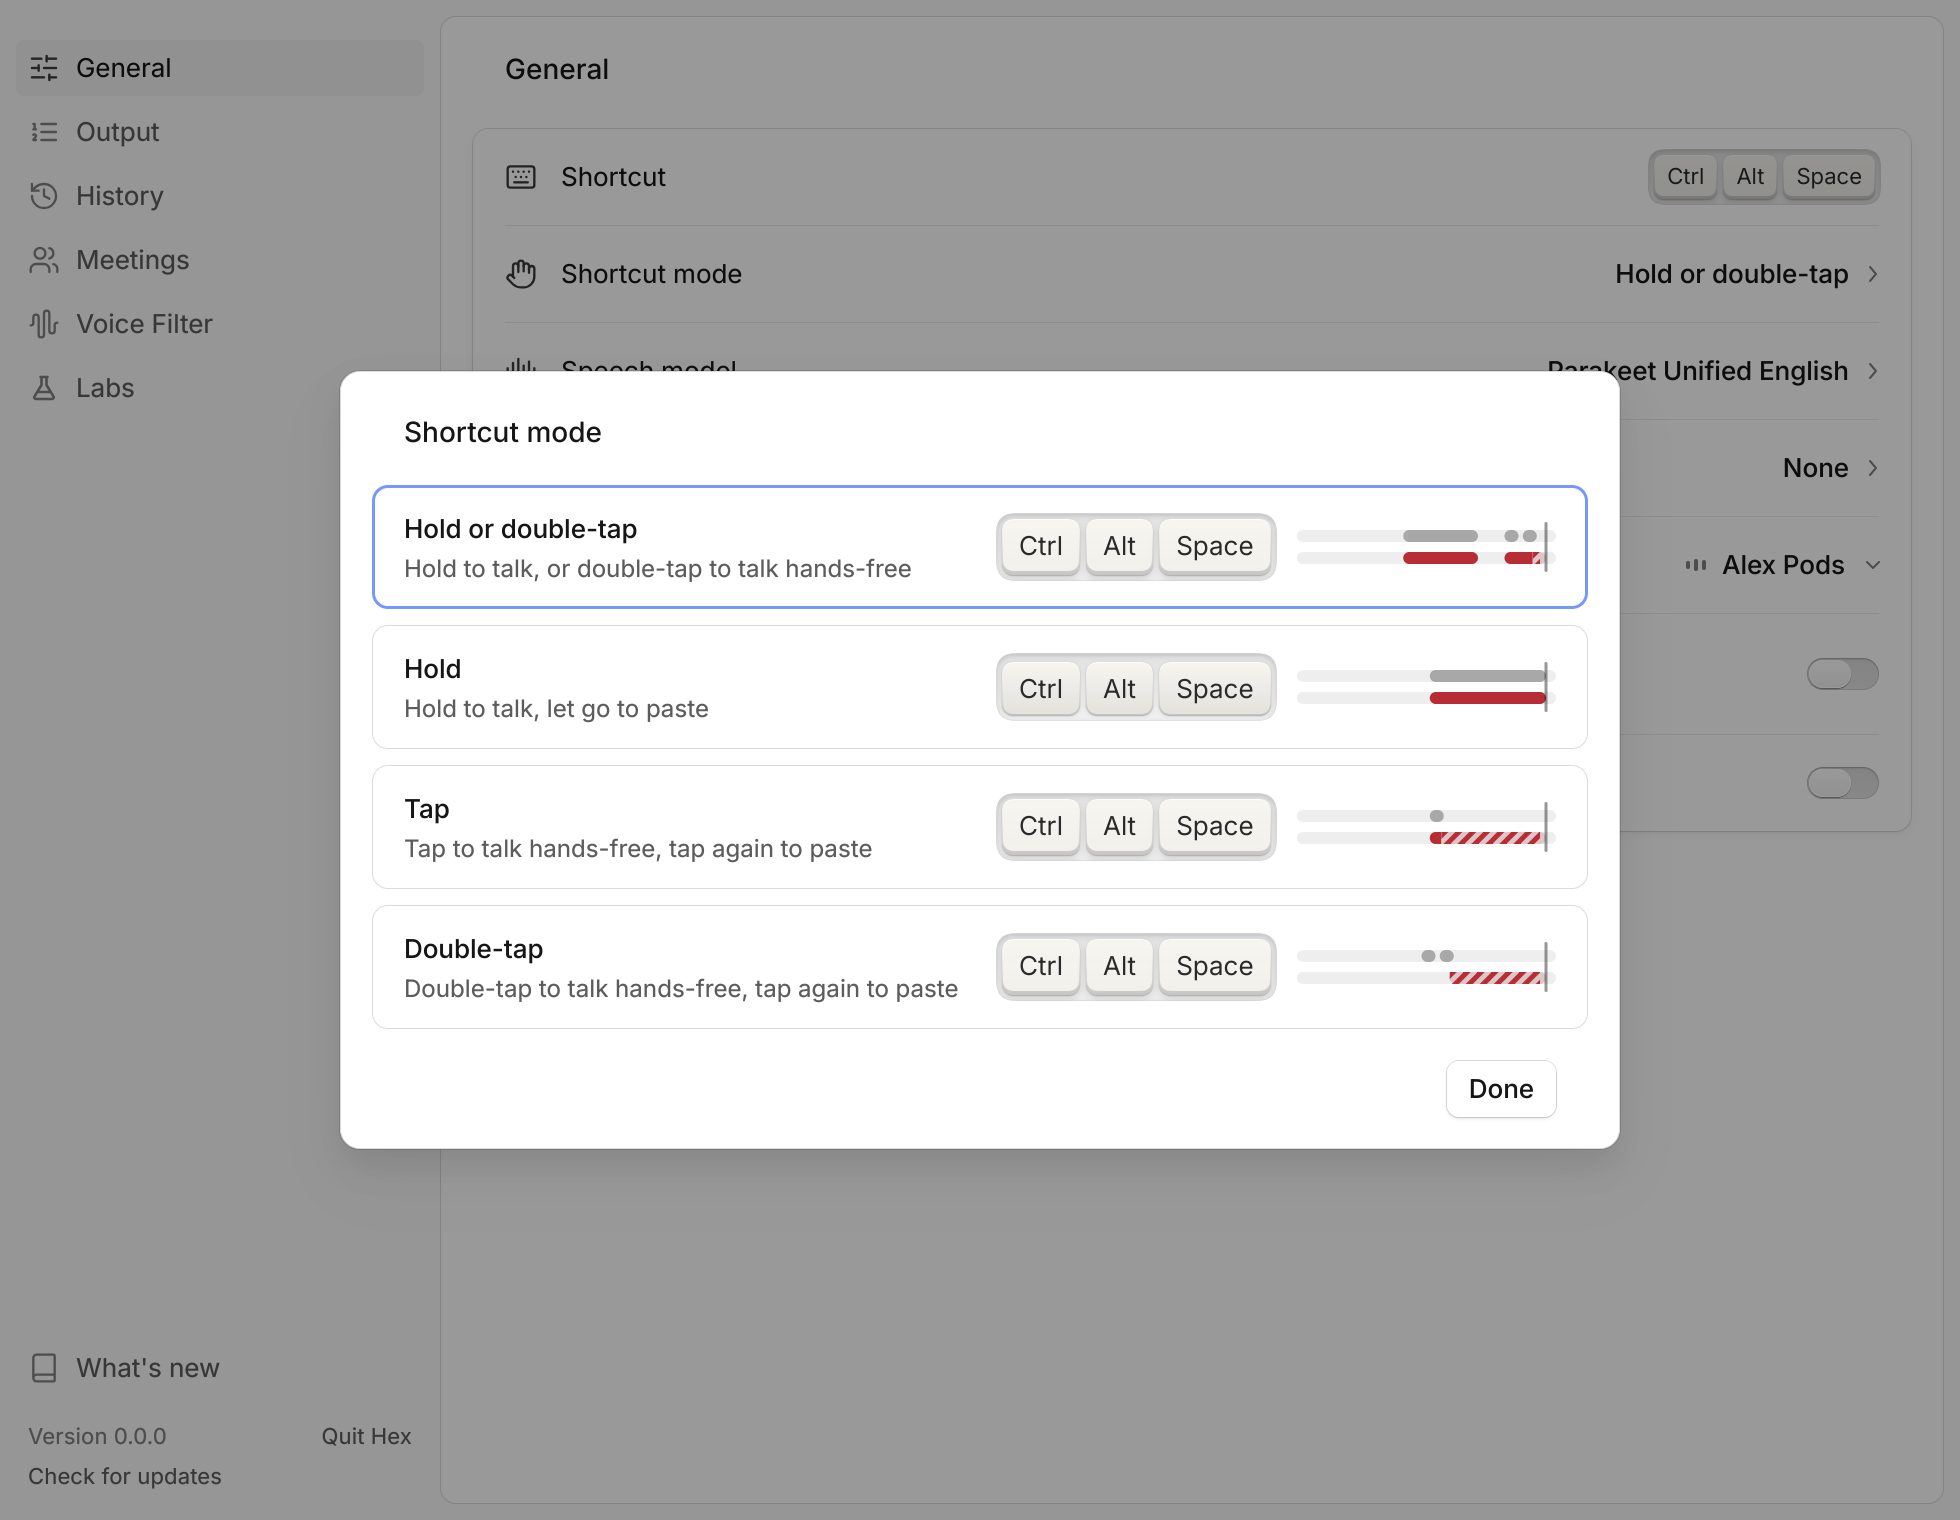 General
Output
History
Meetings
Voice Filter
Labs
What's new
Version 0.0.0
Quit Hex
Check for updates
General
Shortcut
Ctrl Alt Space
Shortcut mode
Hold or double-tap
Speech model
Parakeet Unified English
None
Alex Pods
Shortcut mode
Hold or double-tap
Hold to talk, or double-tap to talk hands-free
Ctrl Alt Space
Hold
Hold to talk, let go to paste
Ctrl Alt Space
Tap
Tap to talk hands-free, tap again to paste
Ctrl Alt Space
Double-tap
Double-tap to talk hands-free, tap again to paste
Ctrl Alt Space
Done